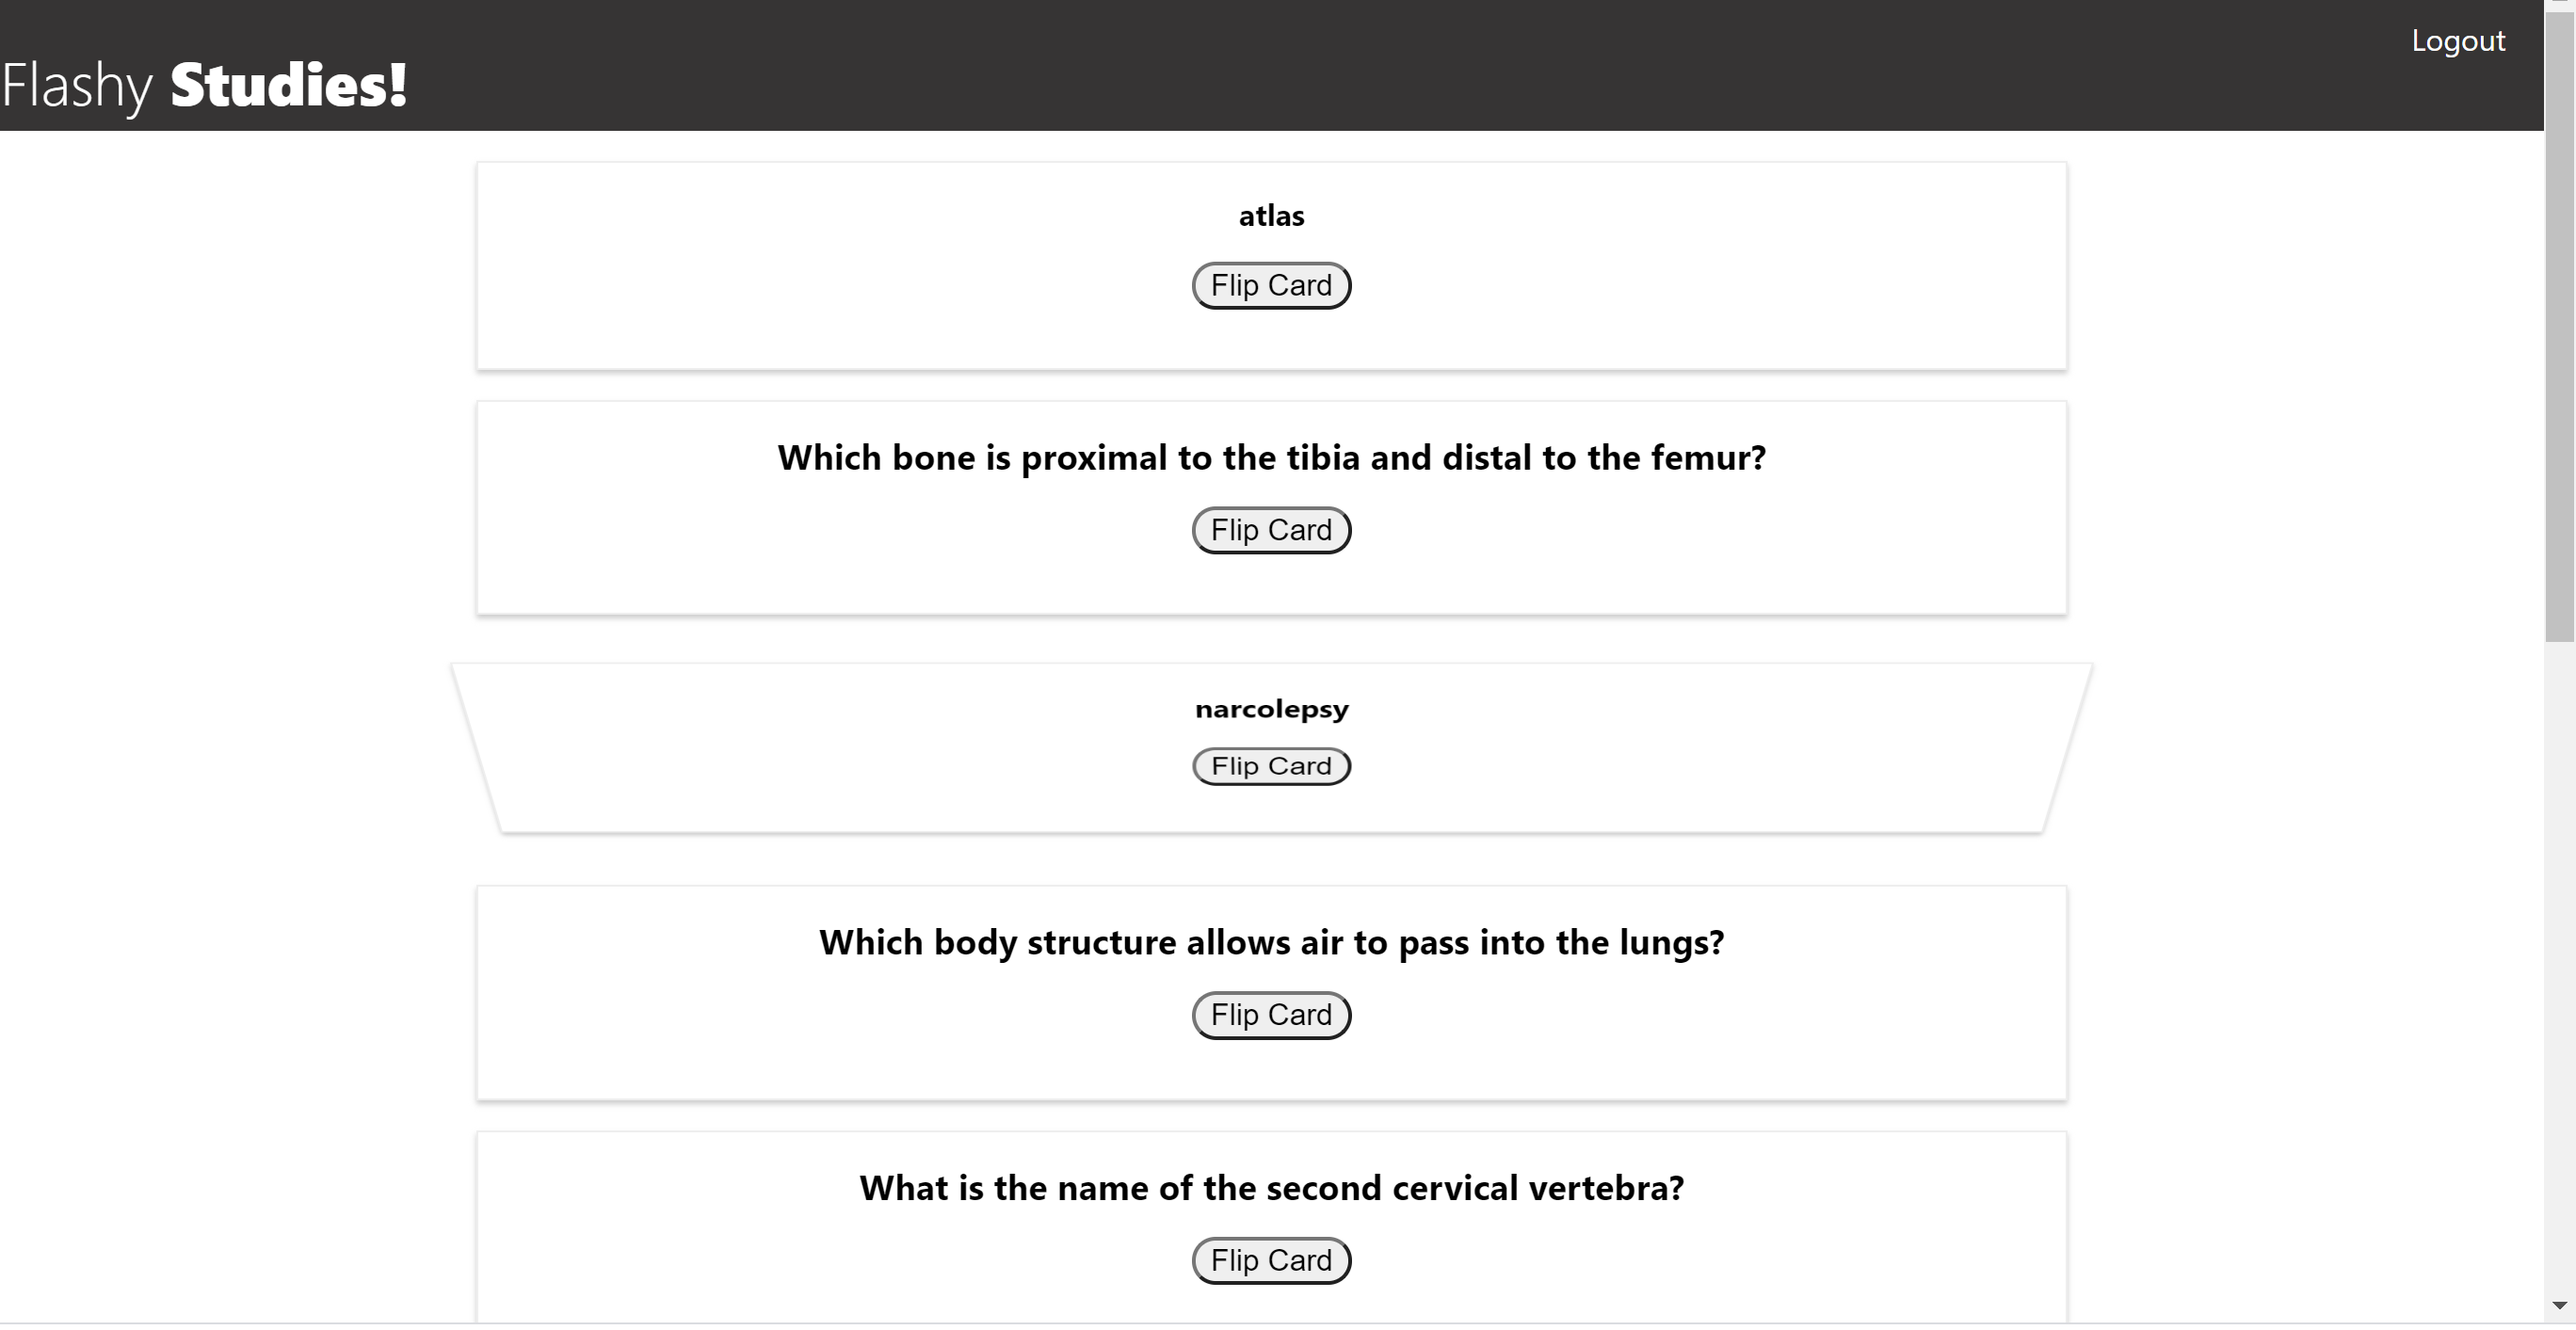 Logout
Flashy Studies!
atlas
Flip Card
Which bone is proximal to the tibia and distal to the femur?
Flip Card
narcolepsy
Flip Card
Which body structure allows air to pass into the lungs?
Flip Card
What is the name of the second cervical vertebra?
Flip Card